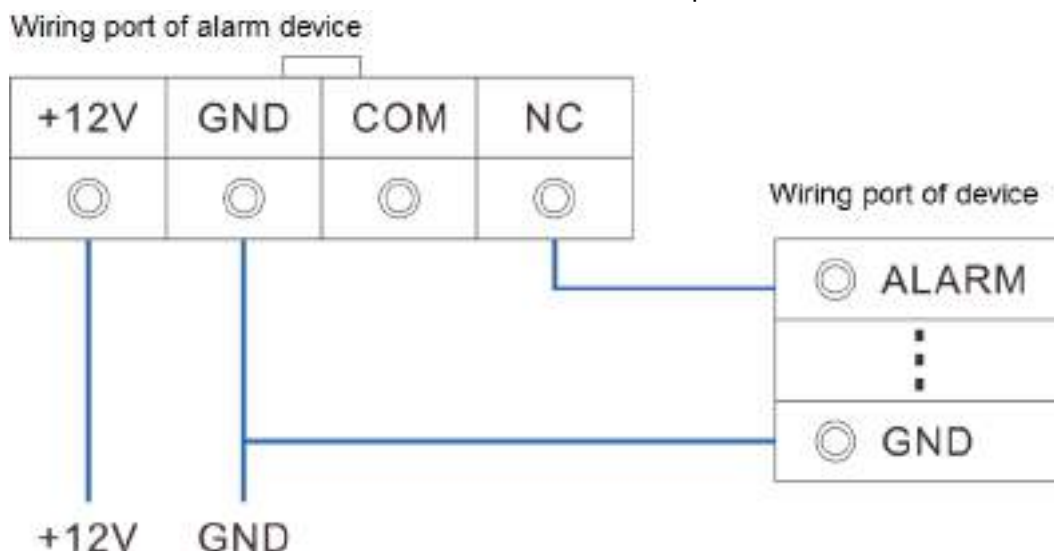 Wiring port of alarm device
+12V GND COM NC
Wiring port of device
ALARM
GND
+12V GND